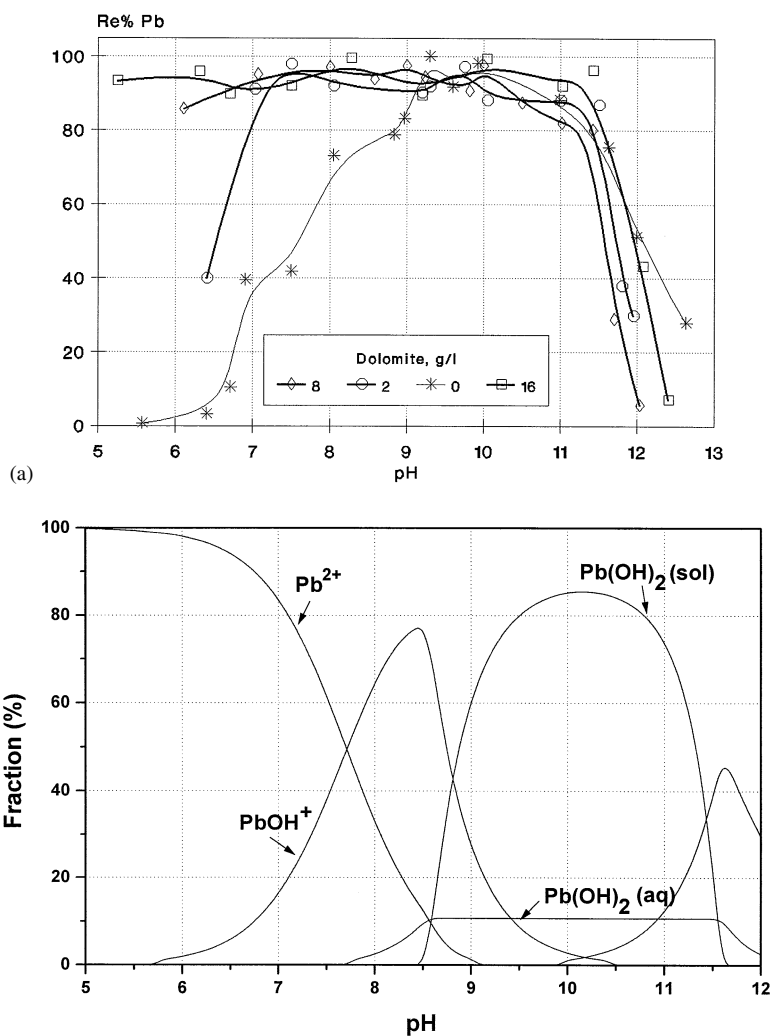 Re% Pb
100
80
60
40
20
0
Dolomite, g/l
8 2 0 16
5 6 7 8 9 10 11 12 13
pH
(a)
100
80
60
40
20
0
Fraction (%)
Pb2+
Pb(OH)2 (sol)
PbOH+
Pb(OH)2 (aq)
5 6 7 8 9 10 11 12
pH